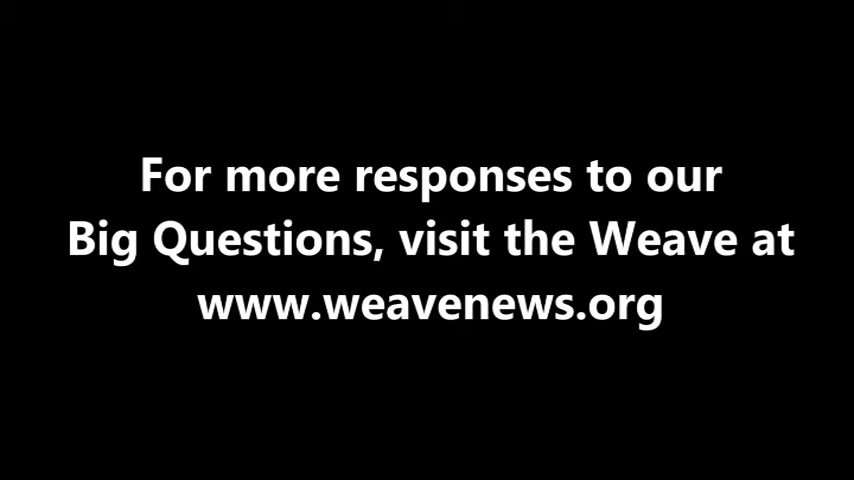 For more responses to our
Big Questions, visit the Weave at
www.weavenews.org